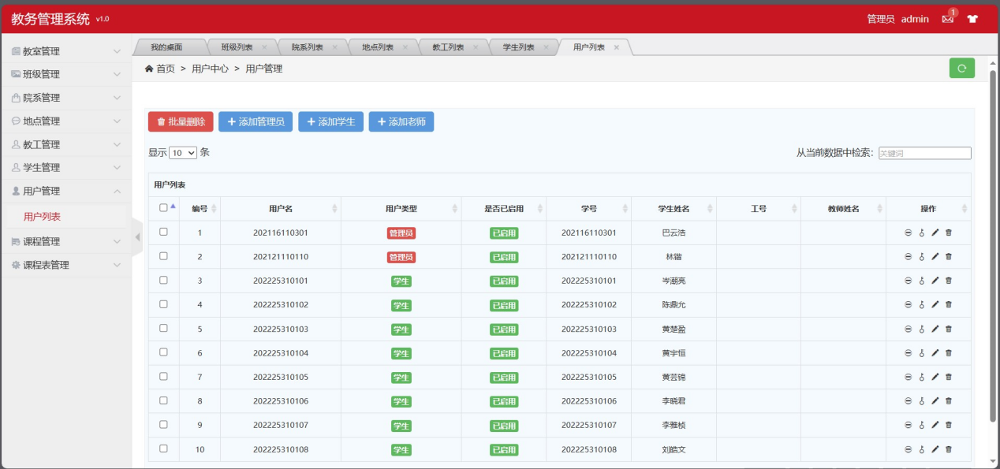 教务管理系统 v1.0
管理员 admin 1
教室管理
班级管理
院系管理
地点管理
教工管理
学生管理
用户管理
用户列表
课程管理
课程表管理
我的桌面 班级列表 × 院系列表 × 地点列表 × 教工列表 × 学生列表 × 用户列表 ×
首页 > 用户中心 > 用户管理
批量删除 + 添加管理员 + 添加学生 + 添加老师
显示 10 条 从当前数据中检索: 关键词
用户列表
编号 用户名 用户类型 是否已启用 学号 学生姓名 工号 教师姓名 操作
1 202116110301 管理员 已启用 202116110301 巴云浩
2 202121110110 管理员 已启用 202121110110 林锴
3 202225310101 学生 已启用 202225310101 岑潮亮
4 202225310102 学生 已启用 202225310102 陈鼎允
5 202225310103 学生 已启用 202225310103 黄楚盈
6 202225310104 学生 已启用 202225310104 黄宇恒
7 202225310105 学生 已启用 202225310105 黄芸锦
8 202225310106 学生 已启用 202225310106 李晓君
9 202225310107 学生 已启用 202225310107 李雅桢
10 202225310108 学生 已启用 202225310108 刘皓文